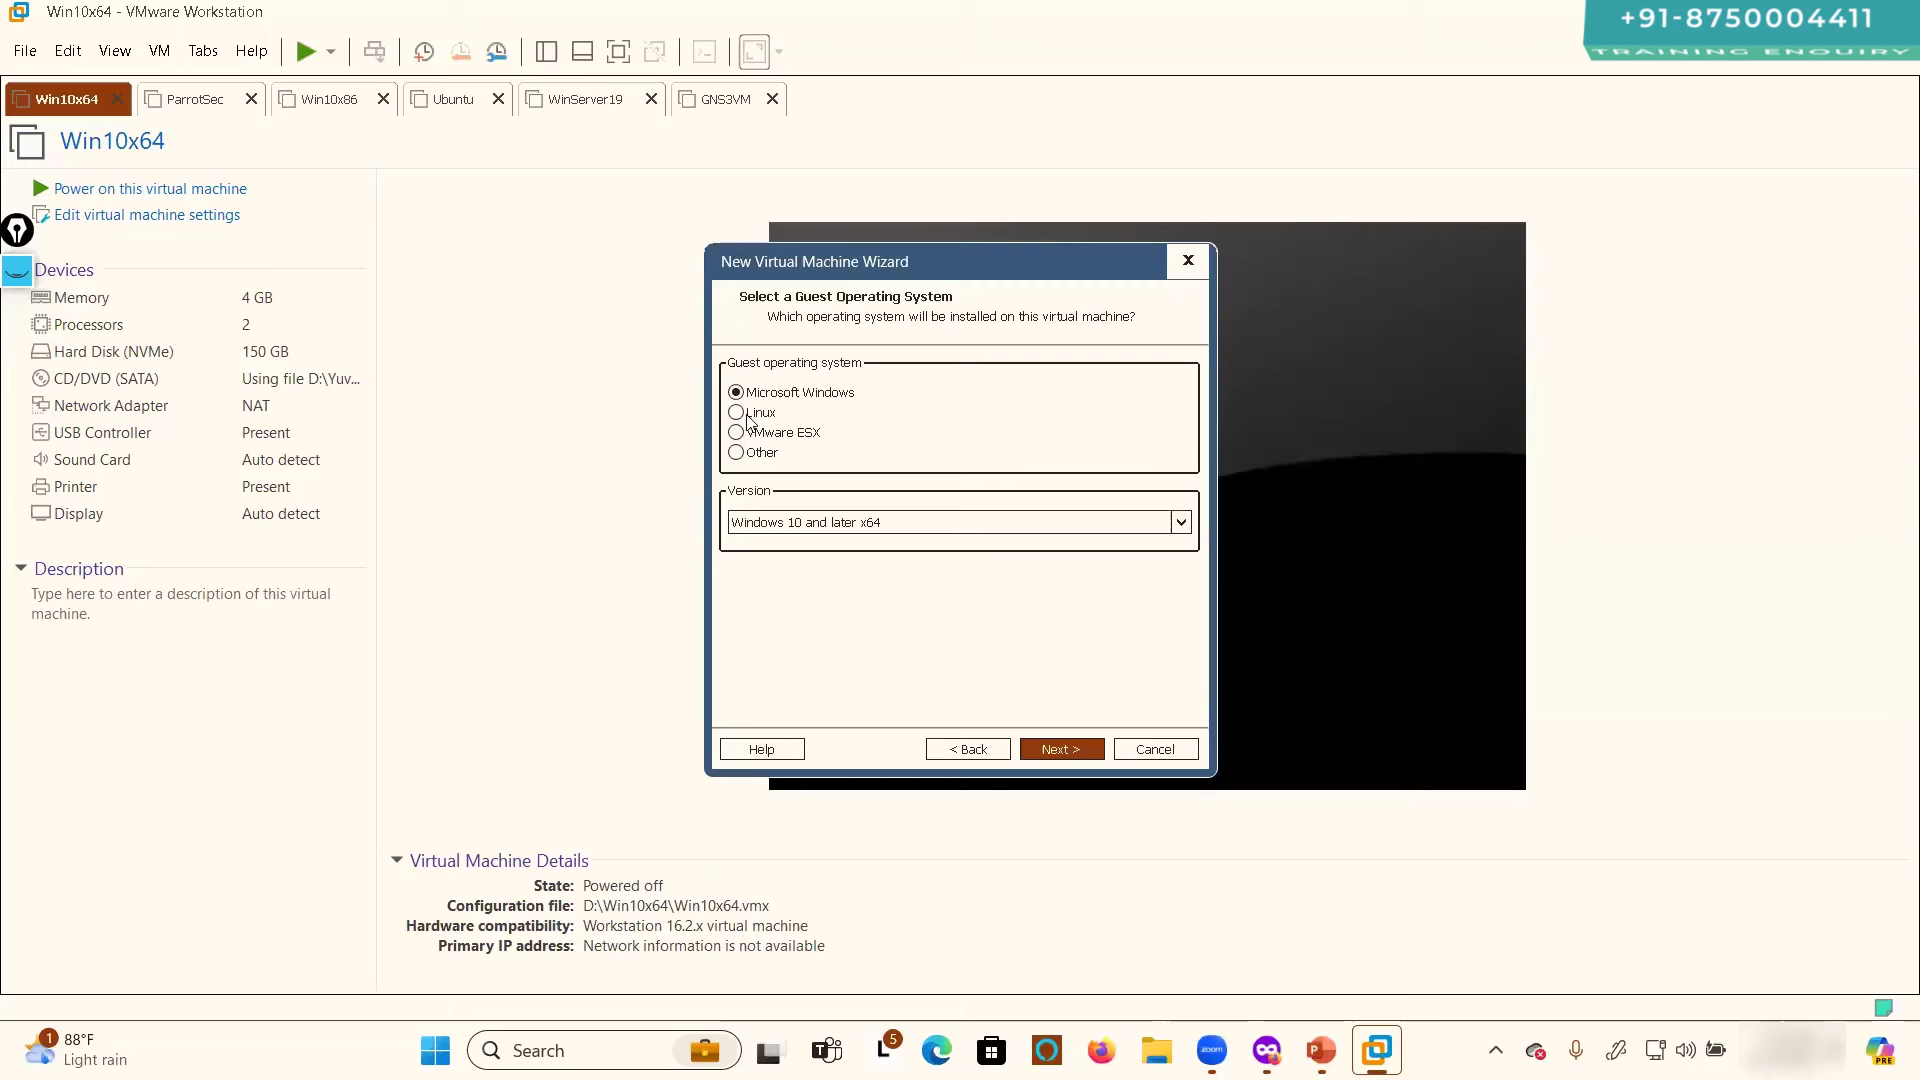 Win10x64 - VMware Workstation
+91-8750004411
TRAINING ENQUIRY
File Edit View VM Tabs Help
Win10x64
ParrotSec
Win10x86
Ubuntu
WinServer19
GNS3VM
Win10x64
Power on this virtual machine
Edit virtual machine settings
Devices
Memory 4 GB
Processors 2
Hard Disk (NVMe) 150 GB
CD/DVD (SATA) Using file D:\Yuv...
Network Adapter NAT
USB Controller Present
Sound Card Auto detect
Printer Present
Display Auto detect
Description
Type here to enter a description of this virtual
machine.
New Virtual Machine Wizard
Select a Guest Operating System
Which operating system will be installed on this virtual machine?
Guest operating system
Microsoft Windows
Linux
VMware ESX
Other
Version
Windows 10 and later x64
Help
< Back
Next >
Cancel
Virtual Machine Details
State: Powered off
Configuration file: D:\Win10x64\Win10x64.vmx
Hardware compatibility: Workstation 16.2.x virtual machine
Primary IP address: Network information is not available
1
88°F
Light rain
Search
L
5
zoom
PRE